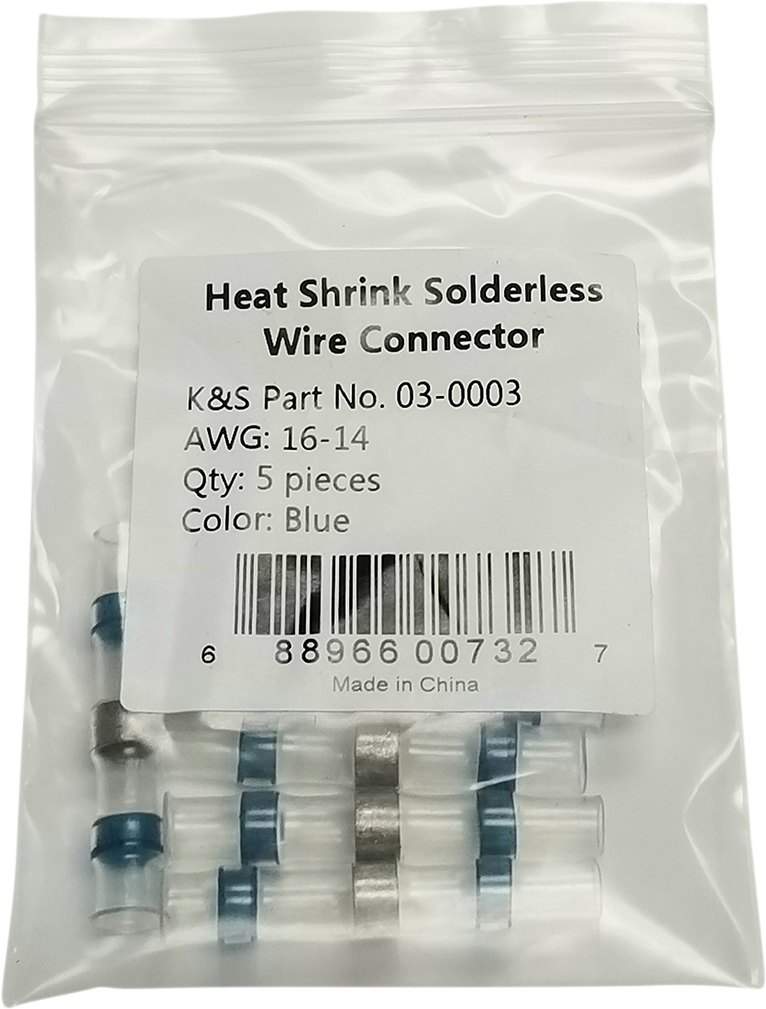 Heat Shrink Solderless
Wire Connector
K&S Part No. 03-0003
AWG: 16-14
Qty: 5 pieces
Color: Blue
6 88966 00732 7
Made in China